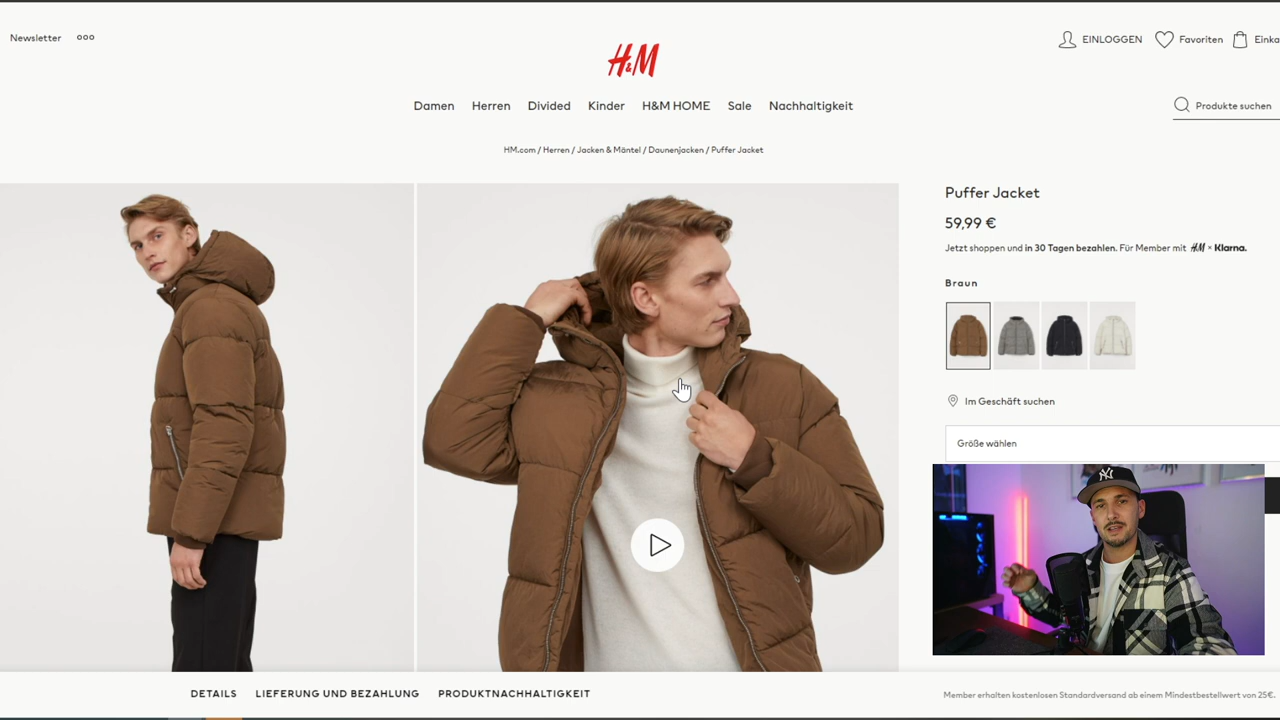 Newsletter
EINLOGGEN
Favoriten
Einka
H&M
Damen Herren Divided Kinder H&M HOME Sale Nachhaltigkeit
Produkte suchen
HM.com / Herren / Jacken & Mäntel / Daunenjacken / Puffer Jacket
Puffer Jacket
59,99 €
Jetzt shoppen und in 30 Tagen bezahlen. Für Member mit H&M × Klarna.
Braun
Im Geschäft suchen
Größe wählen
NY
DETAILS LIEFERUNG UND BEZAHLUNG PRODUKTNACHHALTIGKEIT
Member erhalten kostenlosen Standardversand ab einem Mindestbestellwert von 25€.